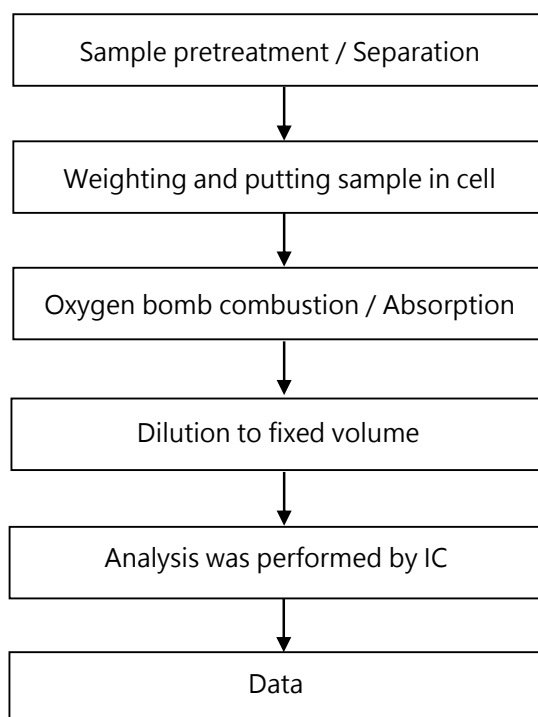 Sample pretreatment / Separation
Weighting and putting sample in cell
Oxygen bomb combustion / Absorption
Dilution to fixed volume
Analysis was performed by IC
Data